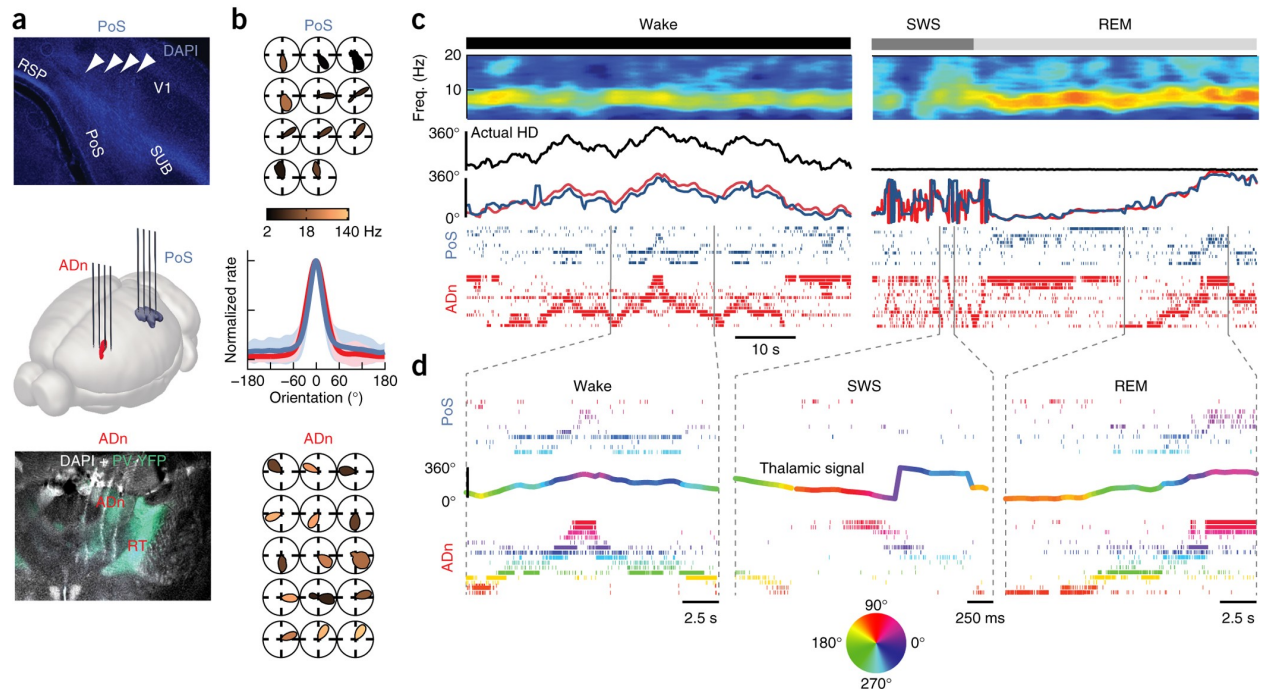 a
PoS
DAPI
RSP
V1
PoS
SUB
ADn
PoS
ADn
DAPI + PV-YFP
ADn
RT
b
PoS
2 18 140 Hz
Normalized rate
−180 −60 0 60 180
Orientation (°)
ADn
c
Wake SWS REM
Freq. (Hz)
20
10
360° Actual HD
360°
0°
PoS
ADn
10 s
d
Wake SWS REM
PoS
360°
0°
Thalamic signal
ADn
2.5 s 250 ms 2.5 s
90°
180° 0°
270°